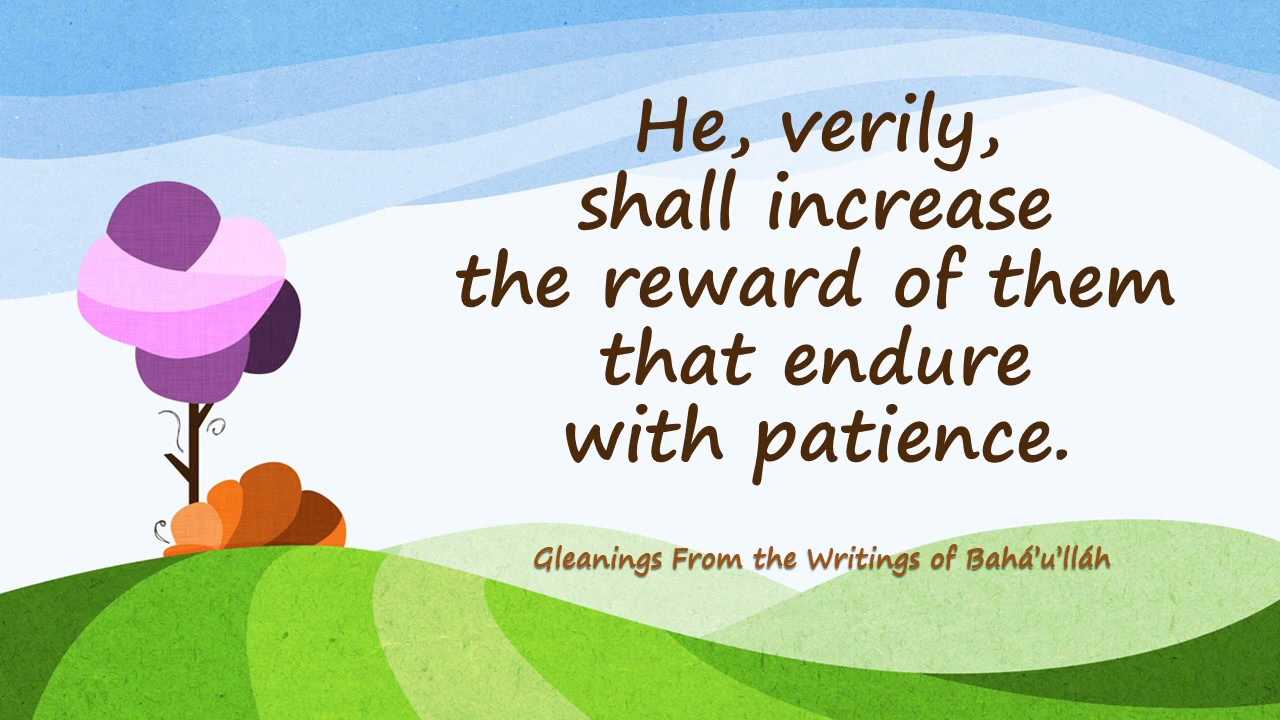 He, verily,
shall increase
the reward of them
that endure
with patience.
Gleanings From the Writings of Bahá’u’lláh